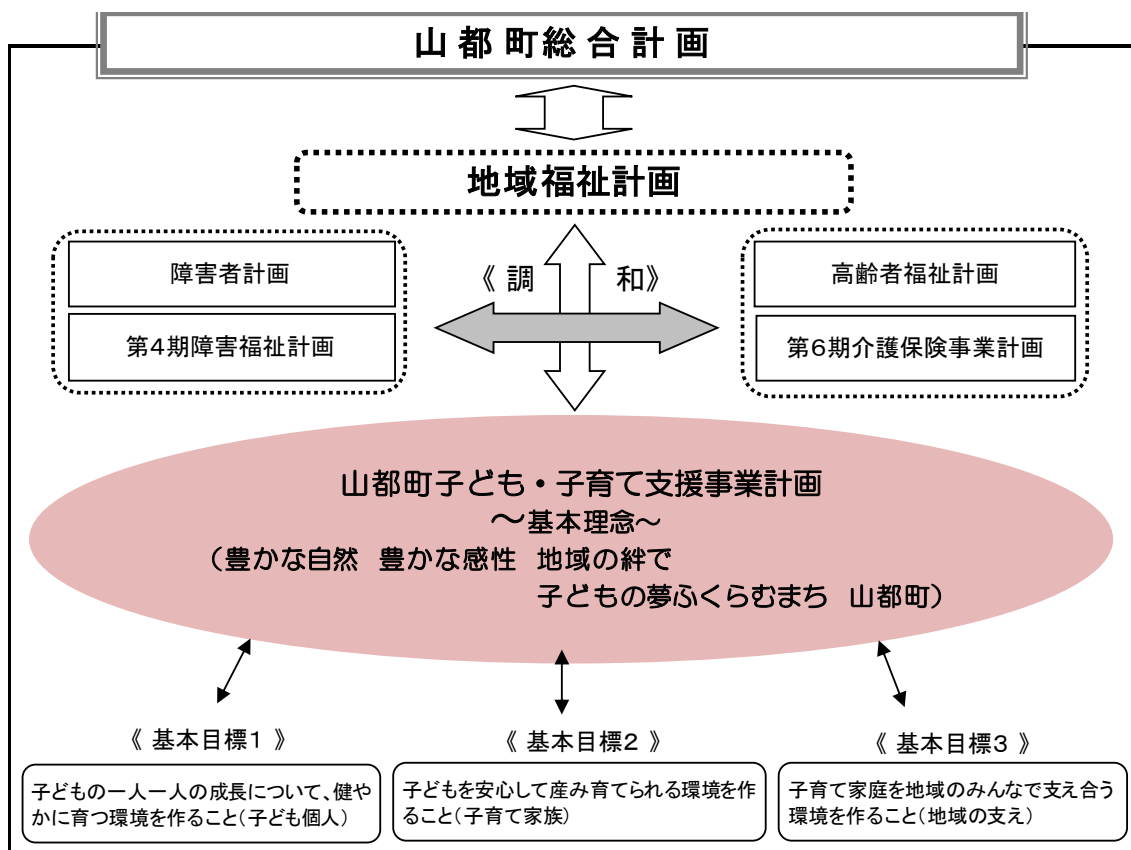 山都町総合計画
地域福祉計画
障害者計画
第4期障害福祉計画
《調　和》
高齢者福祉計画
第6期介護保険事業計画
山都町子ども・子育て支援事業計画
～基本理念～
（豊かな自然　豊かな感性　地域の絆で
子どもの夢ふくらむまち　山都町）
《 基本目標1 》
子どもの一人一人の成長について、健や
かに育つ環境を作ること(子ども個人)
《 基本目標2 》
子どもを安心して産み育てられる環境を作
ること(子育て家族)
《 基本目標3 》
子育て家庭を地域のみんなで支え合う
環境を作ること(地域の支え)